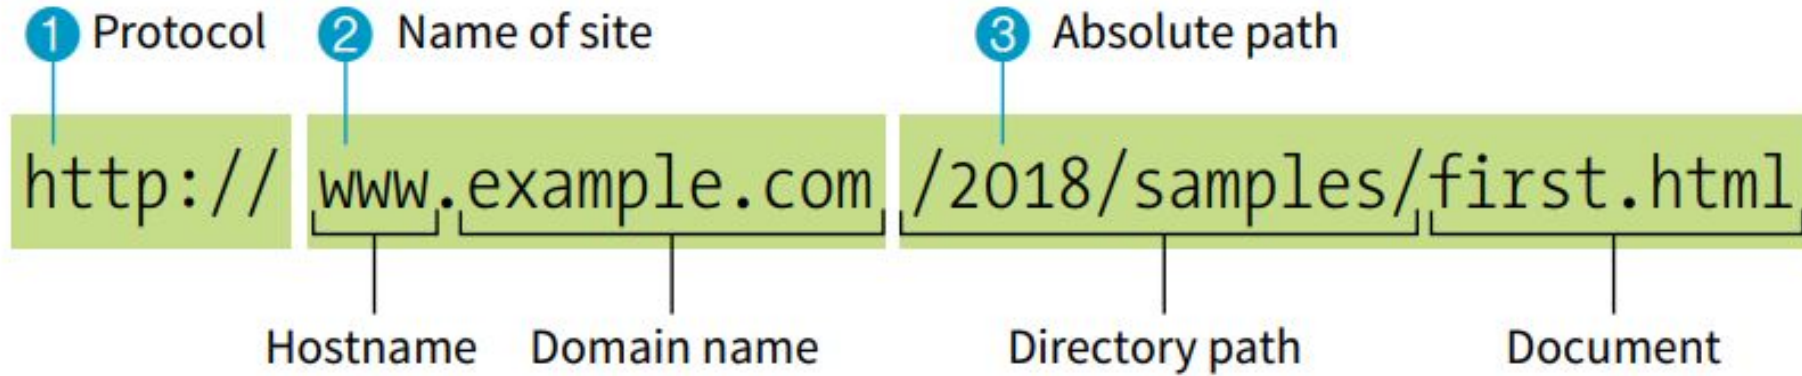 1 Protocol 2 Name of site 3 Absolute path
http:// www.example.com /2018/samples/first.html
Hostname Domain name Directory path Document